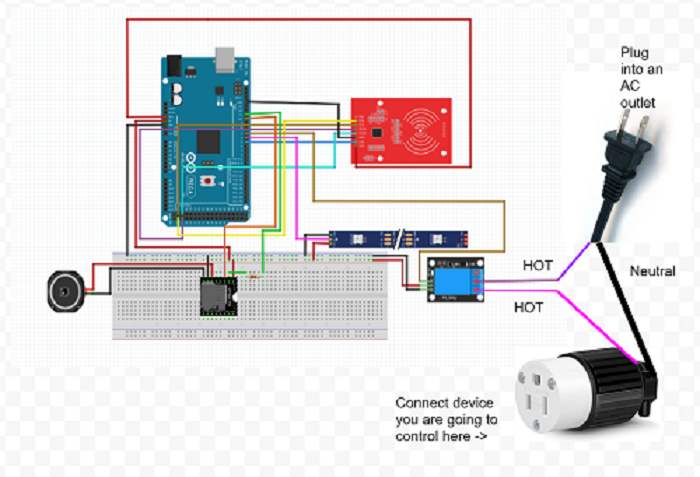 Plug
into an
AC
outlet
HOT
Neutral
HOT
Connect device
you are going to
control here ->